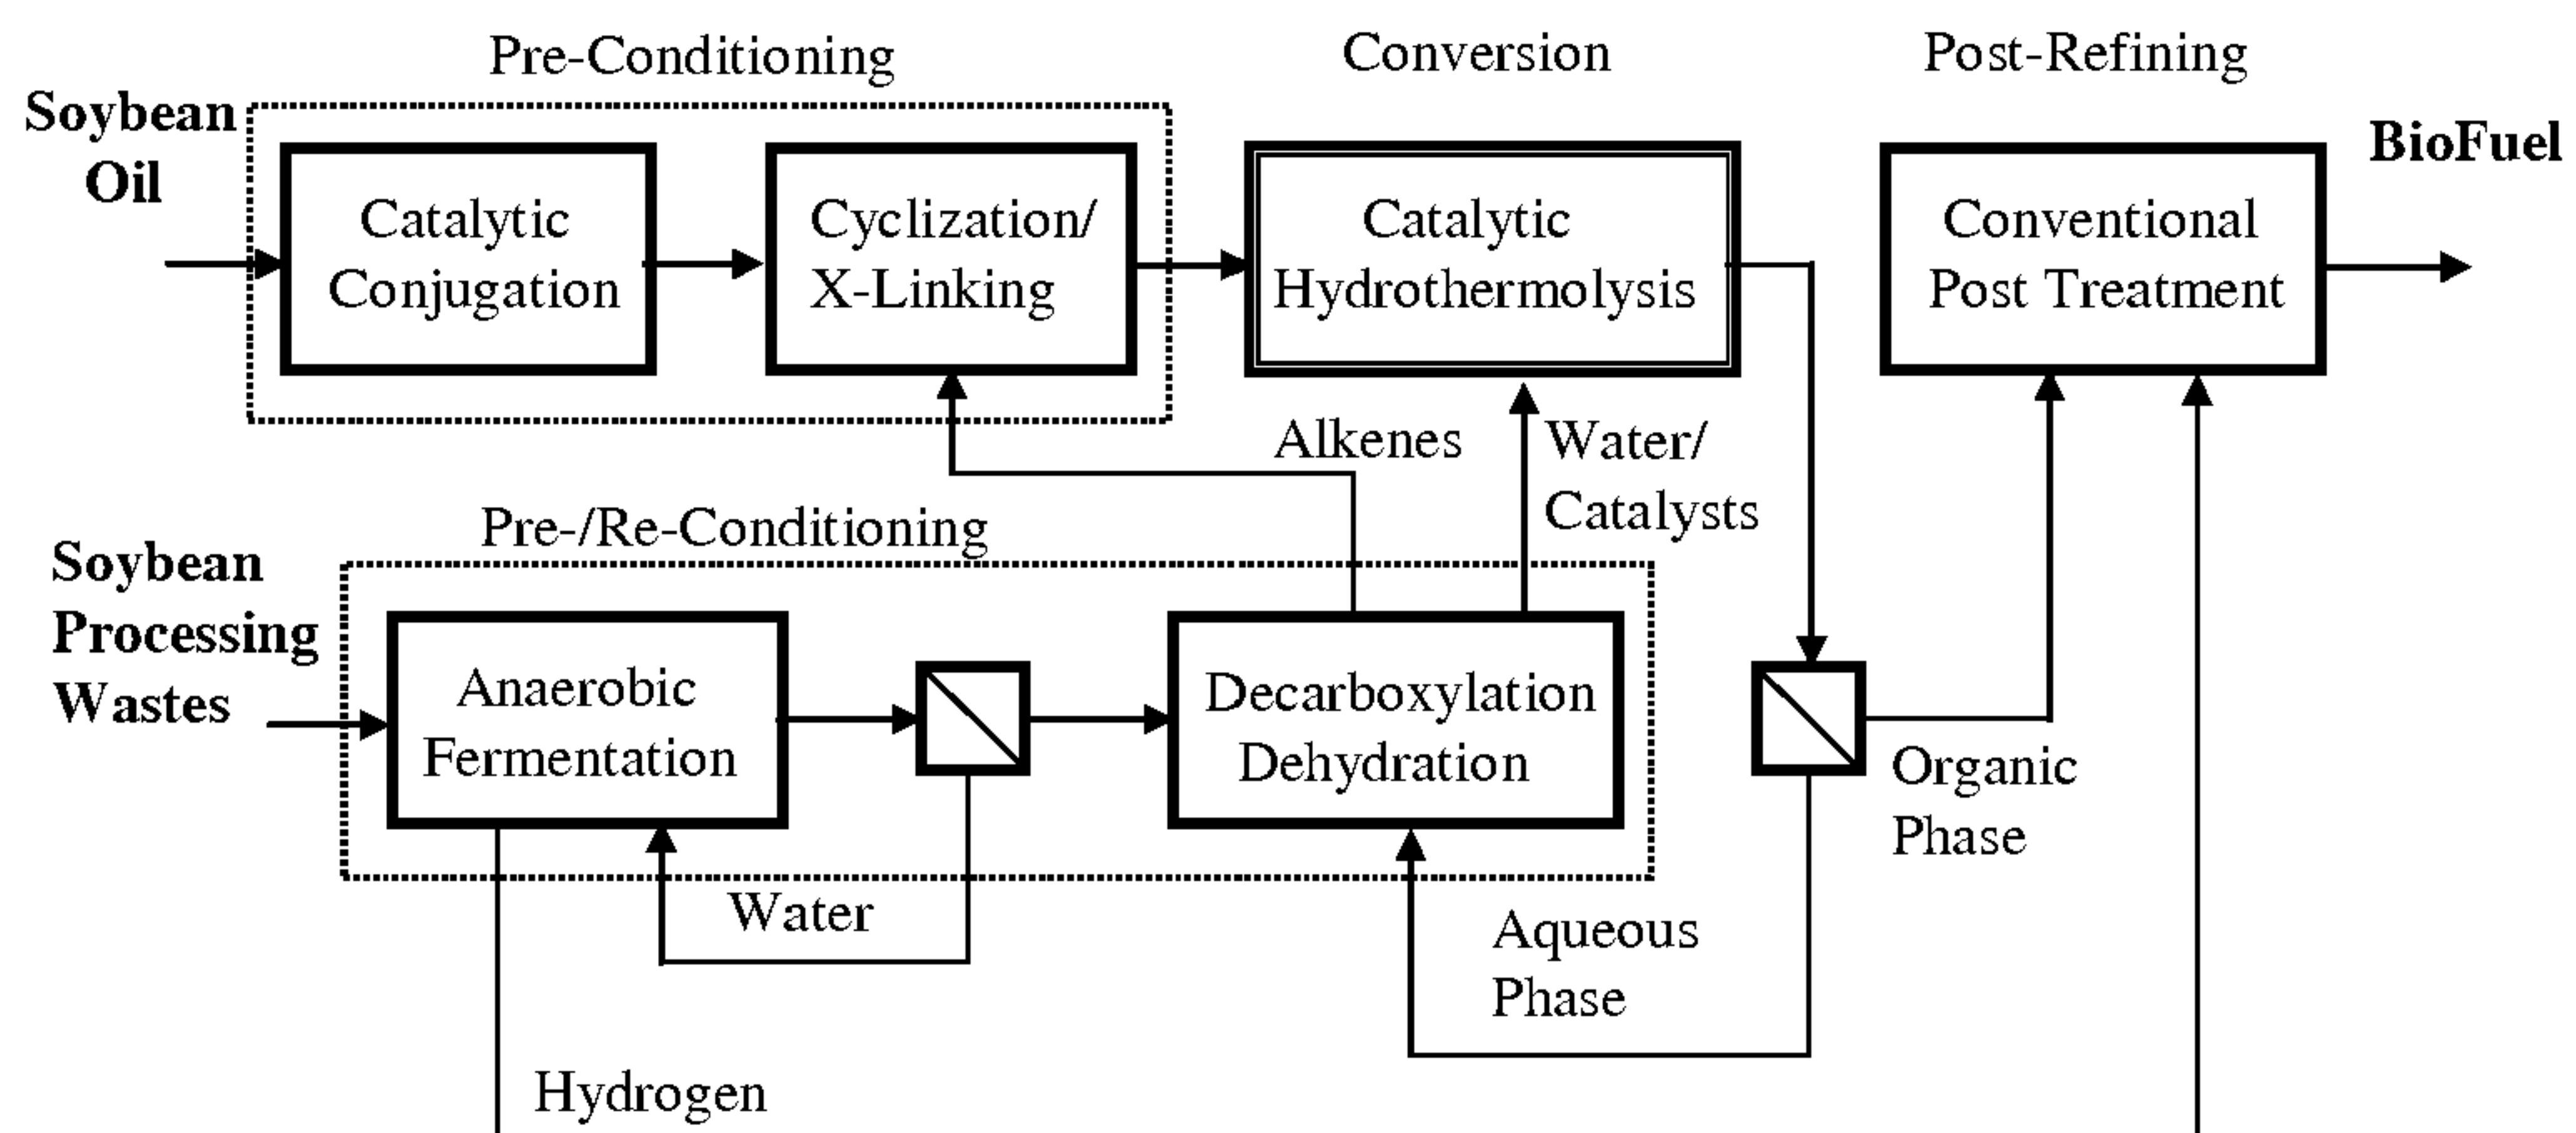 Pre-Conditioning
Conversion
Post-Refining
Soybean
Oil
BioFuel
Catalytic
Conjugation
Cyclization/
X-Linking
Catalytic
Hydrothermolysis
Conventional
Post Treatment
Alkenes
Water/
Catalysts
Pre-/Re-Conditioning
Soybean
Processing
Wastes
Anaerobic
Fermentation
Decarboxylation
Dehydration
Organic
Phase
Water
Aqueous
Phase
Hydrogen